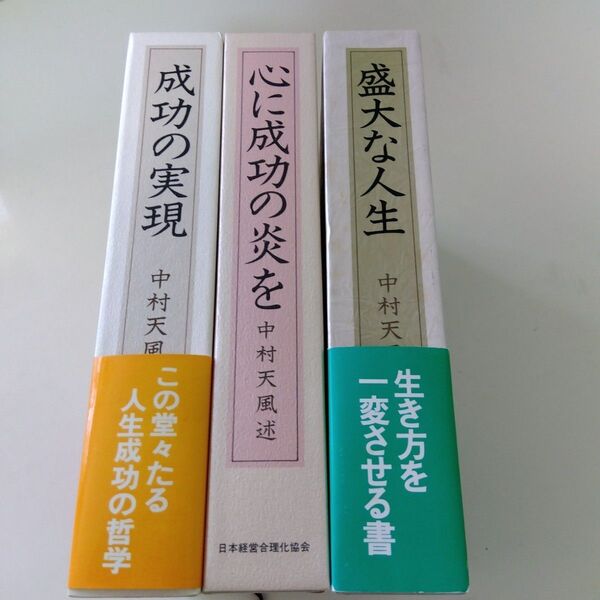 成功の実現
中村天風
この堂々たる
人生成功の哲学
心に成功の炎を
中村天風述
日本経営合理化協会
盛大な人生
中村天
生き方を
一変させる書